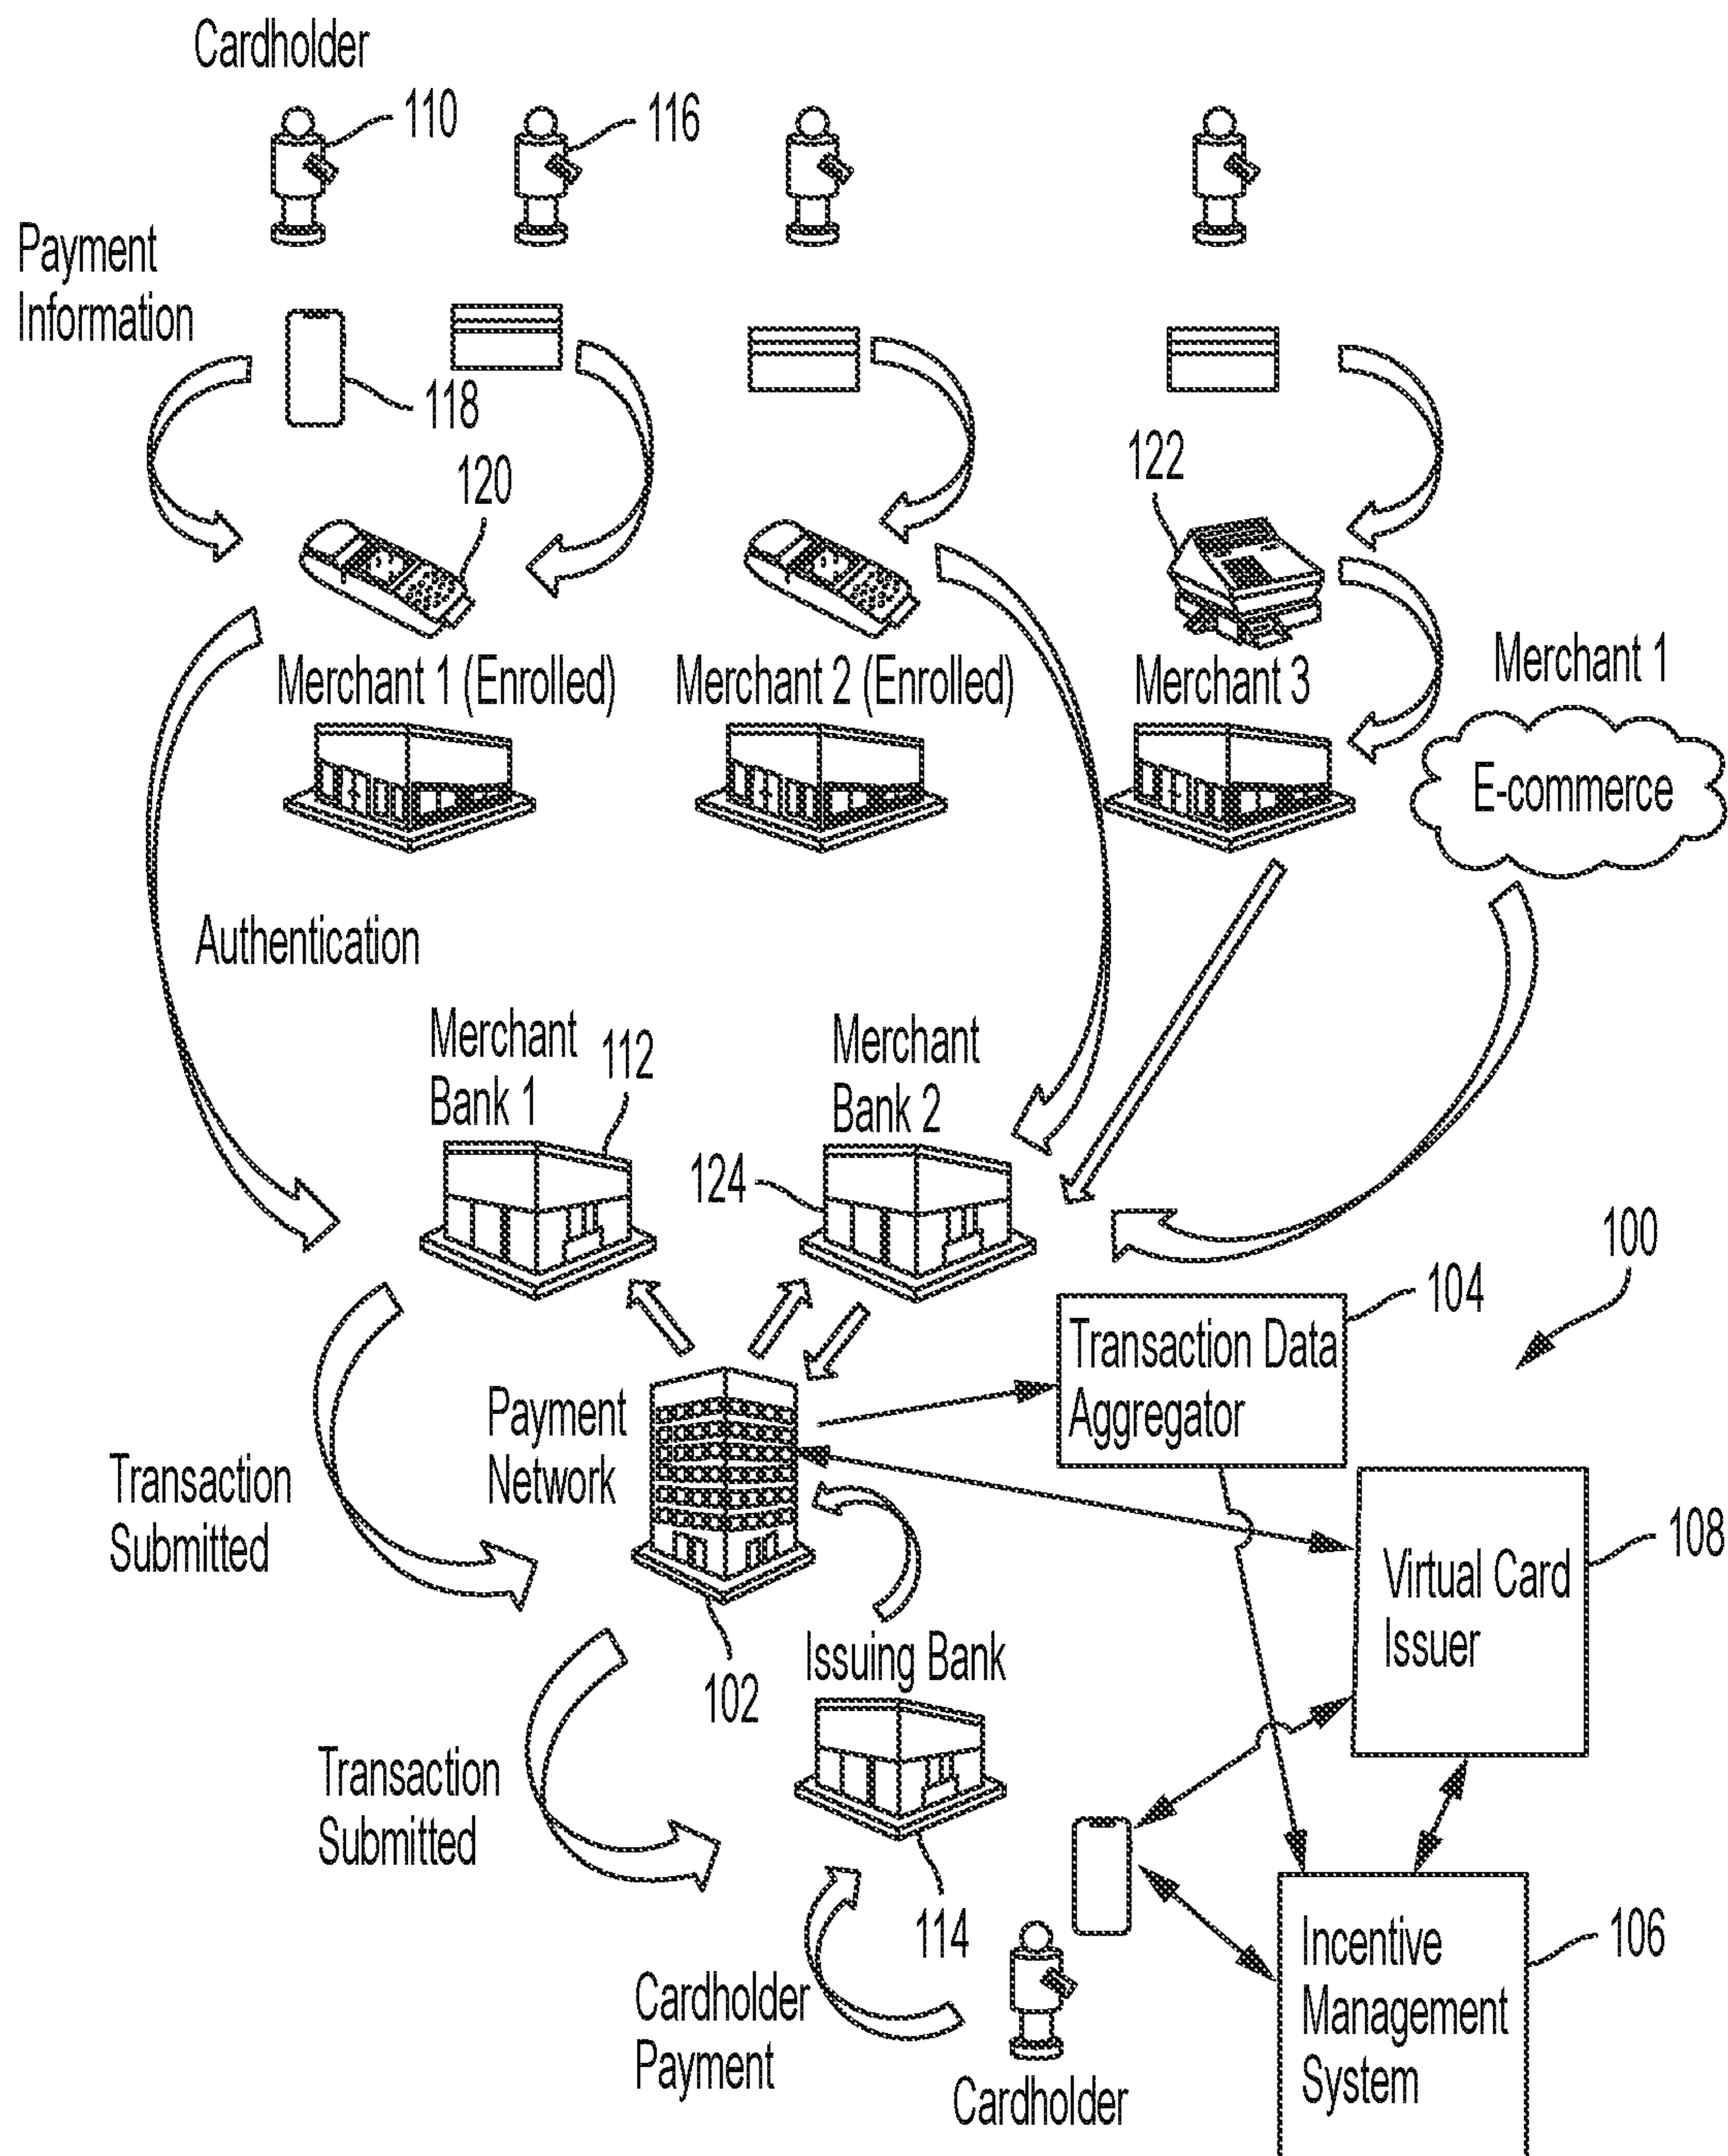 Cardholder
110
116
Payment
Information
118
120
122
Merchant 1 (Enrolled)
Merchant 2 (Enrolled)
Merchant 3
Merchant 1
E-commerce
Authentication
Merchant
Bank 1
112
Merchant
Bank 2
124
100
104
Transaction Data
Aggregator
Payment
Network
Transaction
Submitted
108
Virtual Card
Issuer
102
Issuing Bank
Transaction
Submitted
114
106
Incentive
Management
System
Cardholder
Payment
Cardholder